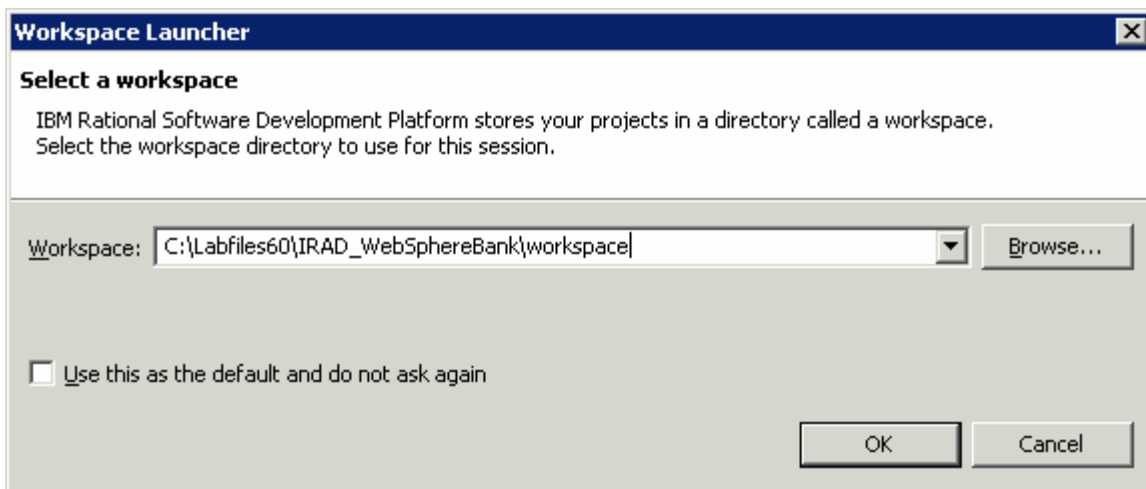 Workspace Launcher
Select a workspace
IBM Rational Software Development Platform stores your projects in a directory called a workspace.
Select the workspace directory to use for this session.
Workspace: C:\Labfiles60\IRAD_WebSphereBank\workspace Browse...
Use this as the default and do not ask again
OK Cancel